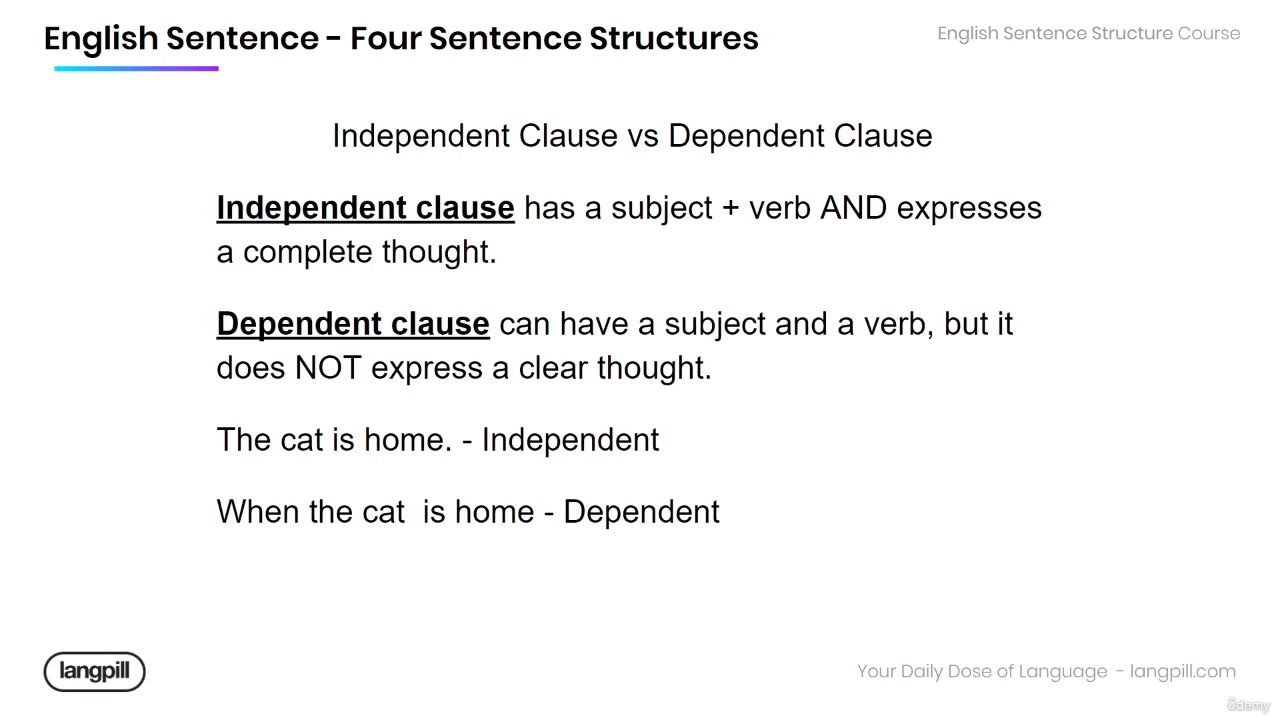 English Sentence - Four Sentence Structures
English Sentence Structure Course
Independent Clause vs Dependent Clause
Independent clause has a subject + verb AND expresses
a complete thought.
Dependent clause can have a subject and a verb, but it
does NOT express a clear thought.
The cat is home. - Independent
When the cat  is home - Dependent
langpill
Your Daily Dose of Language - langpill.com
ûdemy